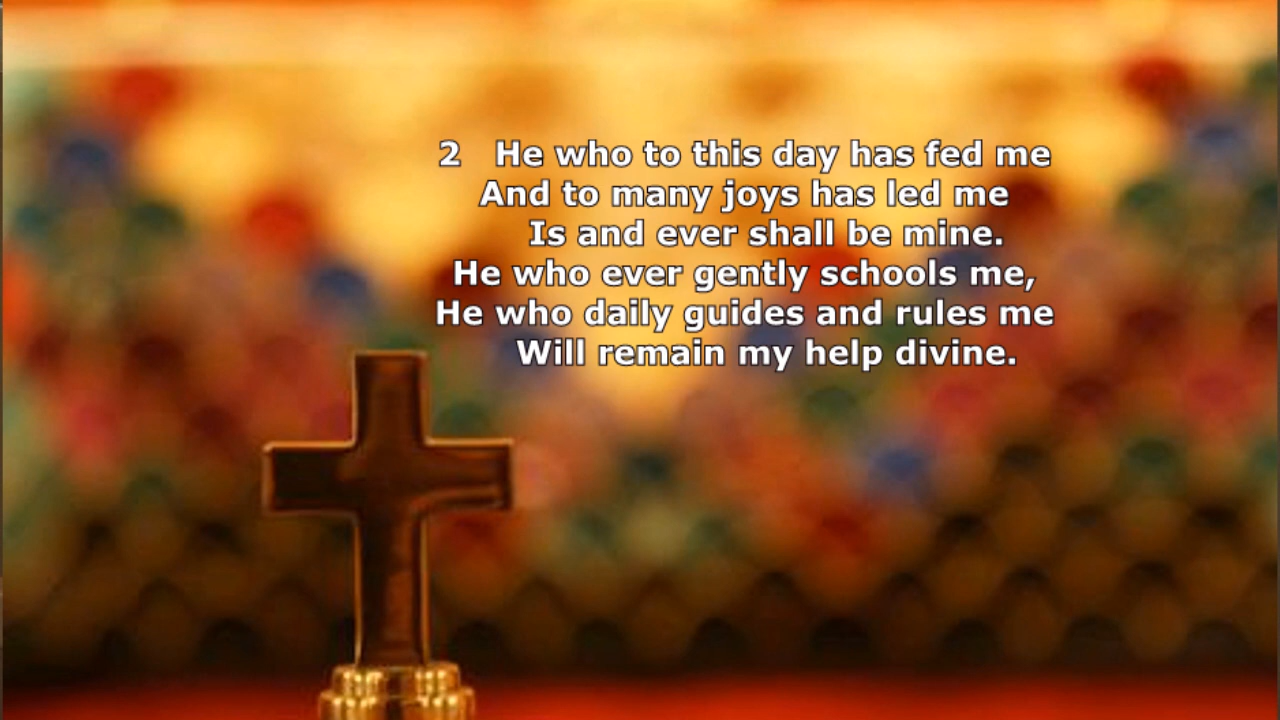 2 He who to this day has fed me
And to many joys has led me
Is and ever shall be mine.
He who ever gently schools me,
He who daily guides and rules me
Will remain my help divine.